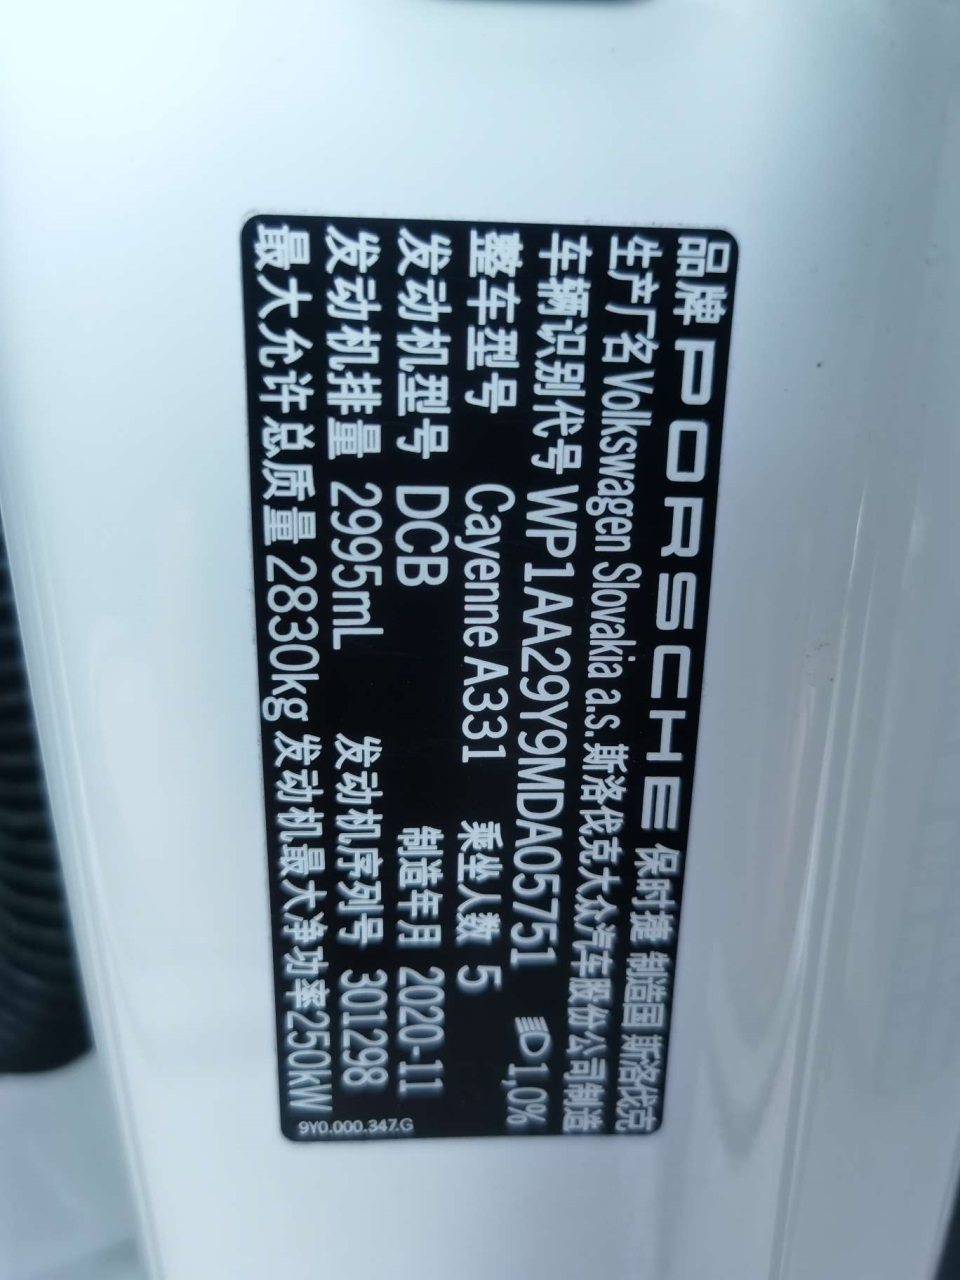 品牌 PORSCHE 保时捷 制造国 斯洛伐克
生产厂名 Volkswagen Slovakia a.s.斯洛伐克大众汽车股份公司制造
车辆识别代号 WP1AA29Y9MDA05751 1,0%
整车型号 Cayenne A331 乘坐人数 5
发动机型号 DCB 制造年月 2020-11
发动机排量 2995mL 发动机序列号 301298
最大允许总质量 2830kg 发动机最大净功率250kW
9Y0.000.347.G